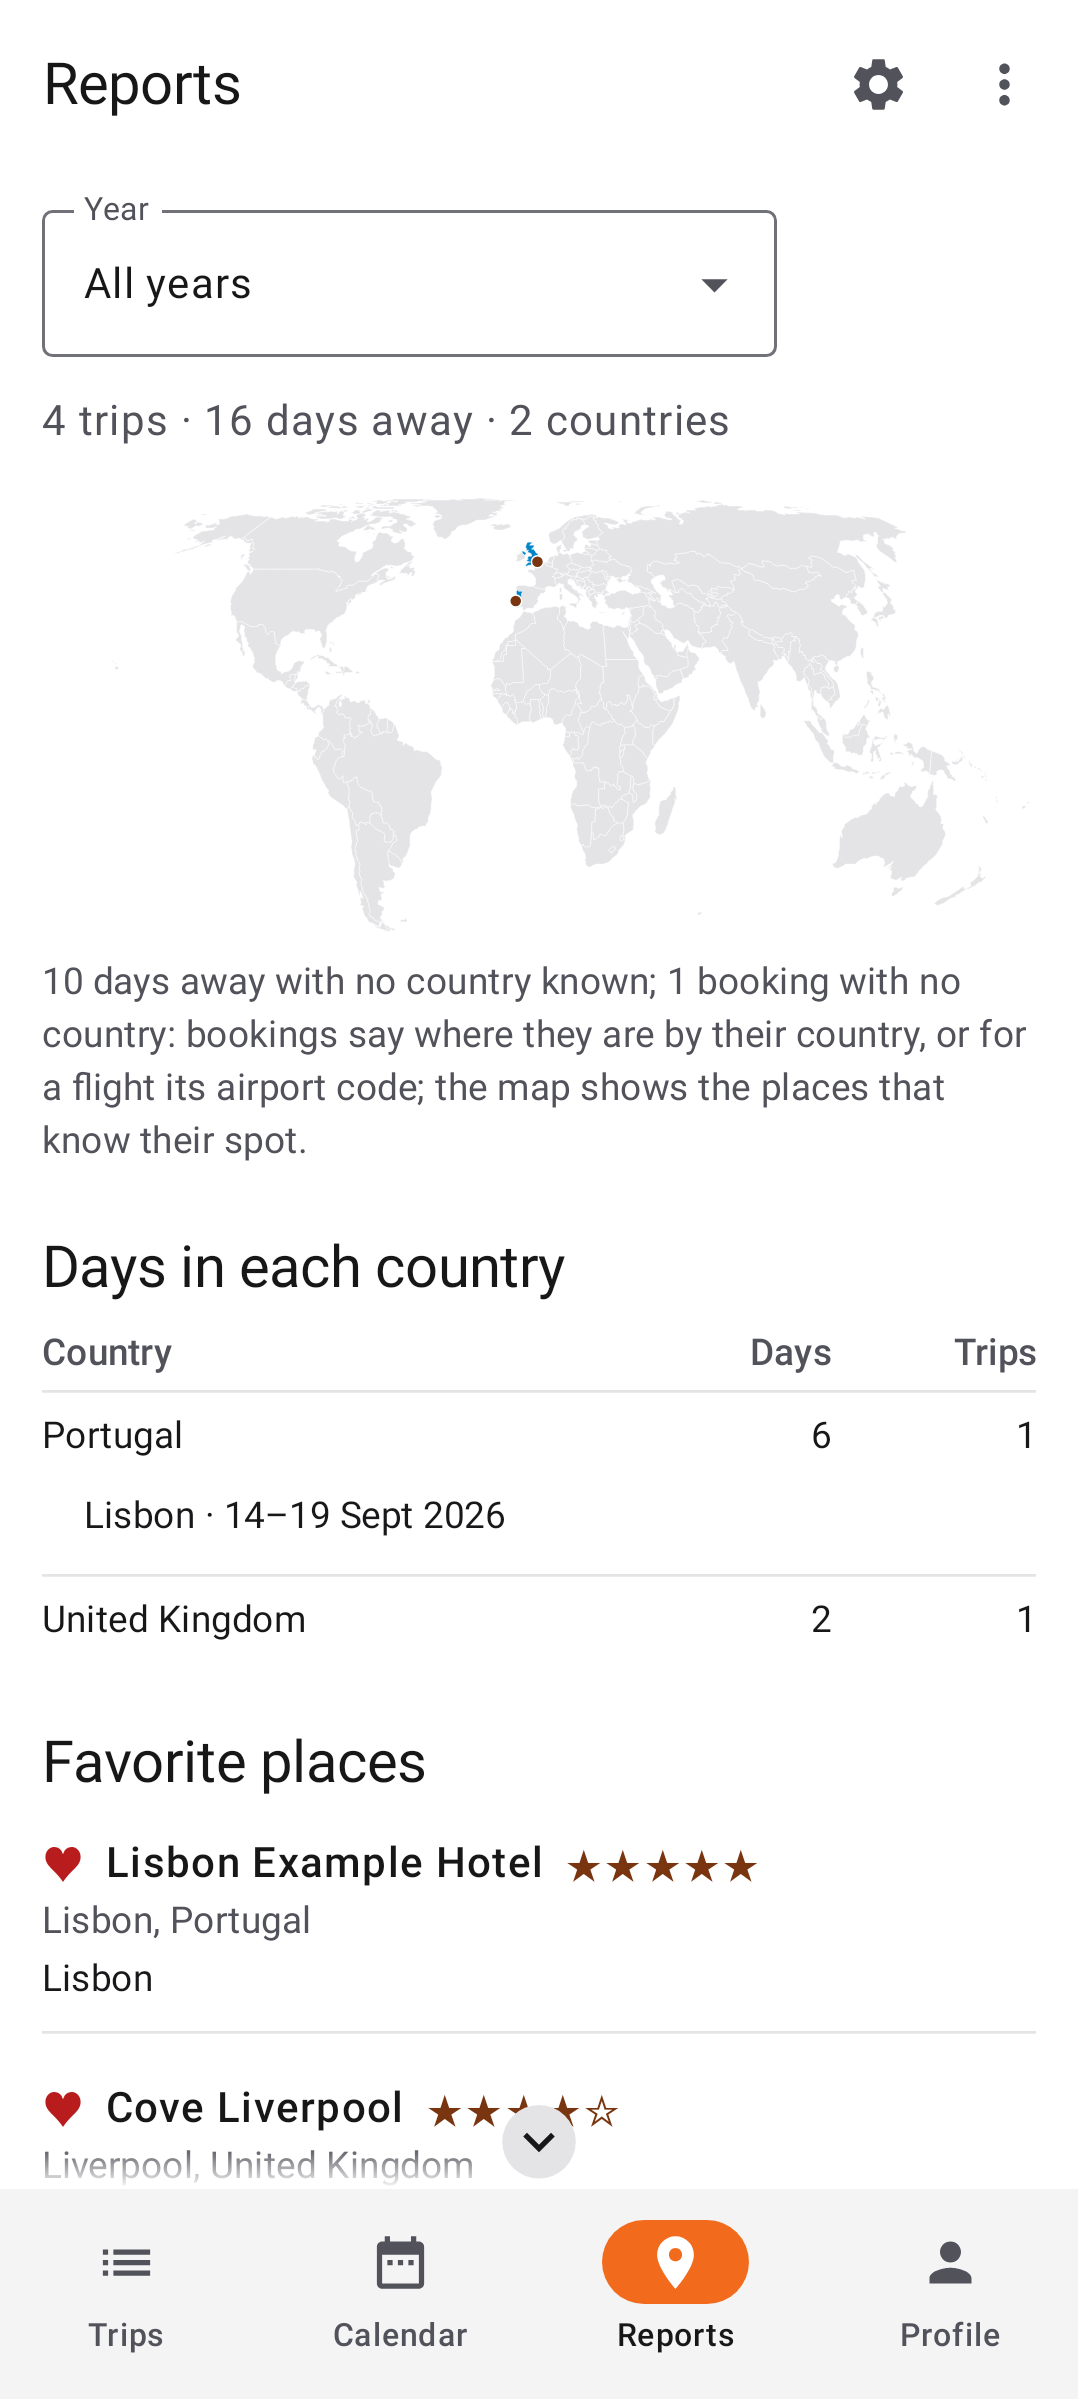 Reports
Year
All years
4 trips · 16 days away · 2 countries
10 days away with no country known; 1 booking with no
country: bookings say where they are by their country, or for
a flight its airport code; the map shows the places that
know their spot.
Days in each country
Country Days Trips
Portugal 6 1
Lisbon · 14–19 Sept 2026
United Kingdom 2 1
Favorite places
Lisbon Example Hotel ★★★★★
Lisbon, Portugal
Lisbon
Cove Liverpool ★★★★☆
Liverpool, United Kingdom
Trips Calendar Reports Profile